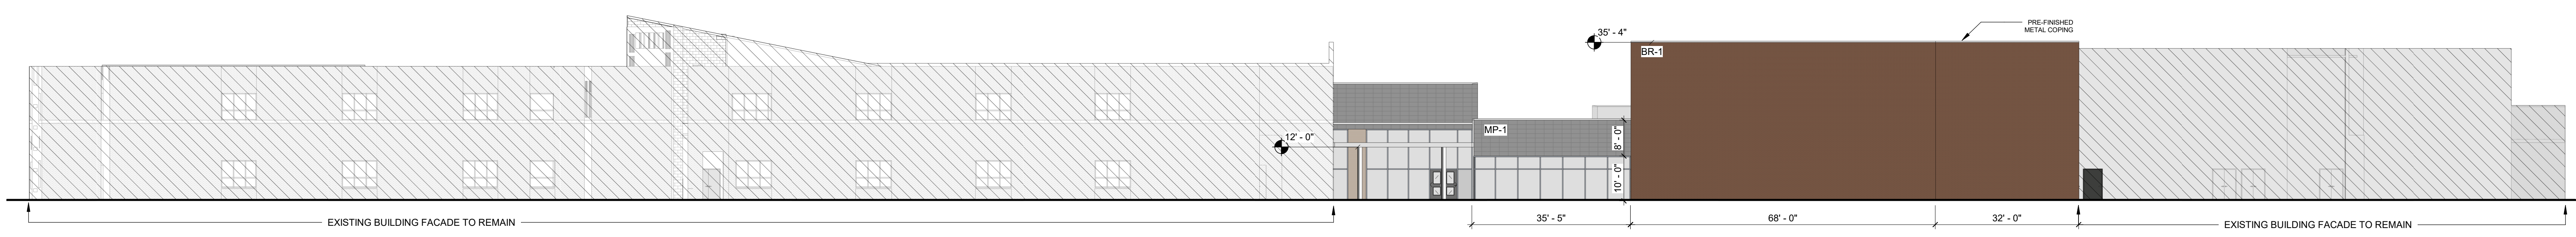 PRE-FINISHED
METAL COPING
35' - 4"
BR-1
12' - 0"
MP-1
8' - 0"
10' - 0"
35' - 5"
68' - 0"
32' - 0"
EXISTING BUILDING FACADE TO REMAIN
EXISTING BUILDING FACADE TO REMAIN